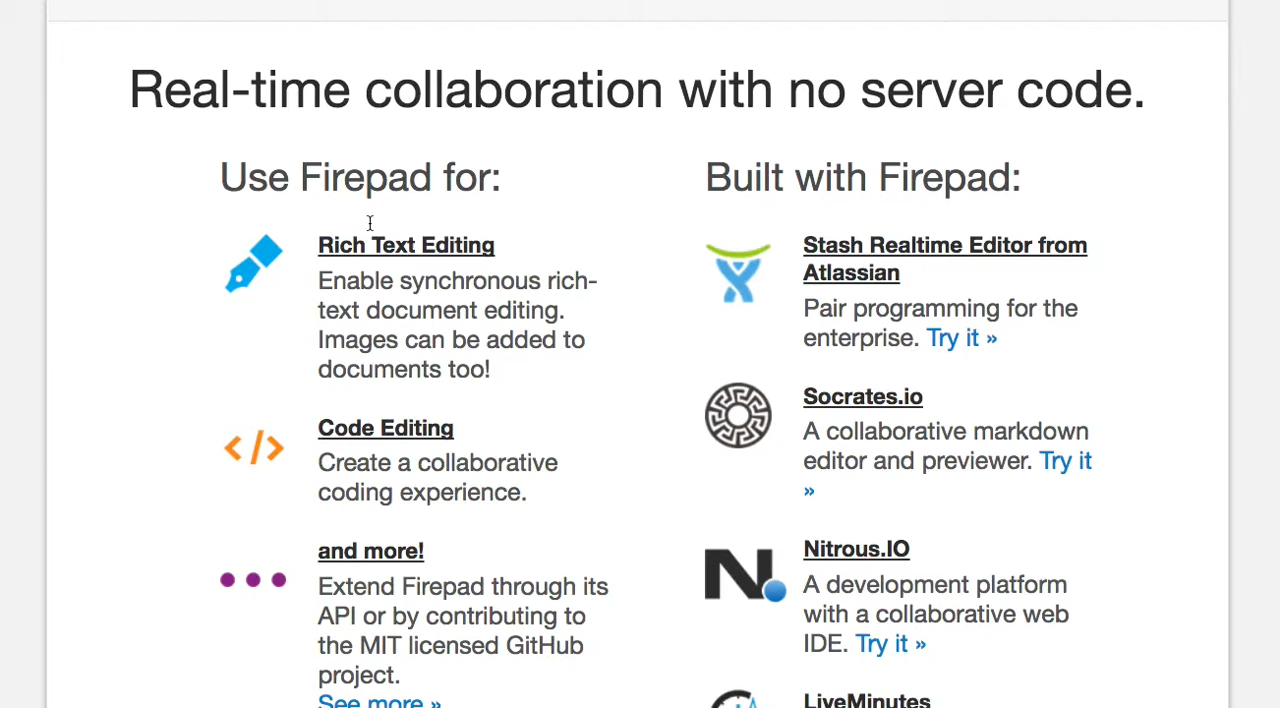 Real-time collaboration with no server code.
Use Firepad for:
Rich Text Editing
Enable synchronous rich-
text document editing.
Images can be added to
documents too!
Code Editing
Create a collaborative
coding experience.
and more!
Extend Firepad through its
API or by contributing to
the MIT licensed GitHub
project.
See more »
Built with Firepad:
Stash Realtime Editor from
Atlassian
Pair programming for the
enterprise. Try it »
Socrates.io
A collaborative markdown
editor and previewer. Try it
»
Nitrous.IO
A development platform
with a collaborative web
IDE. Try it »
LiveMinutes